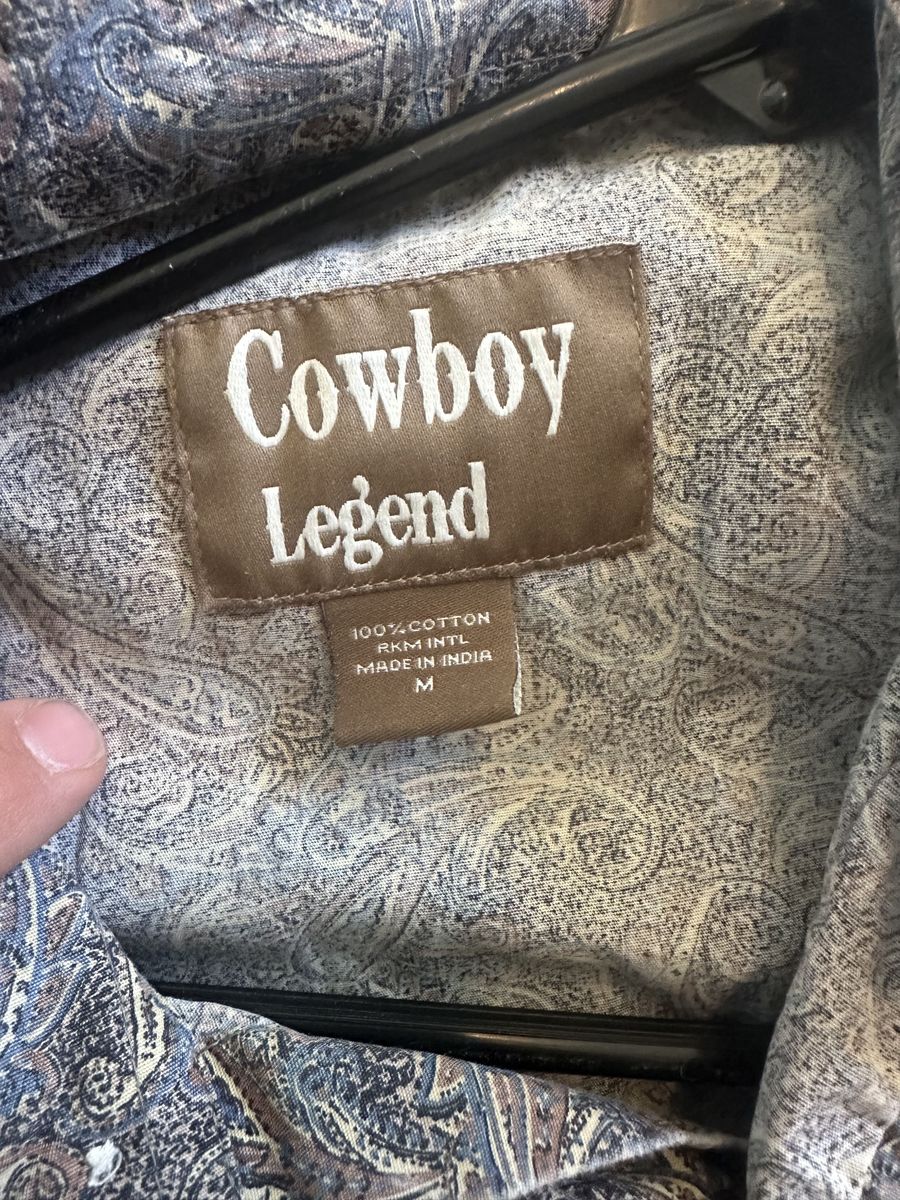 Cowboy
Legend
100% COTTON
RKM INTL
MADE IN INDIA
M